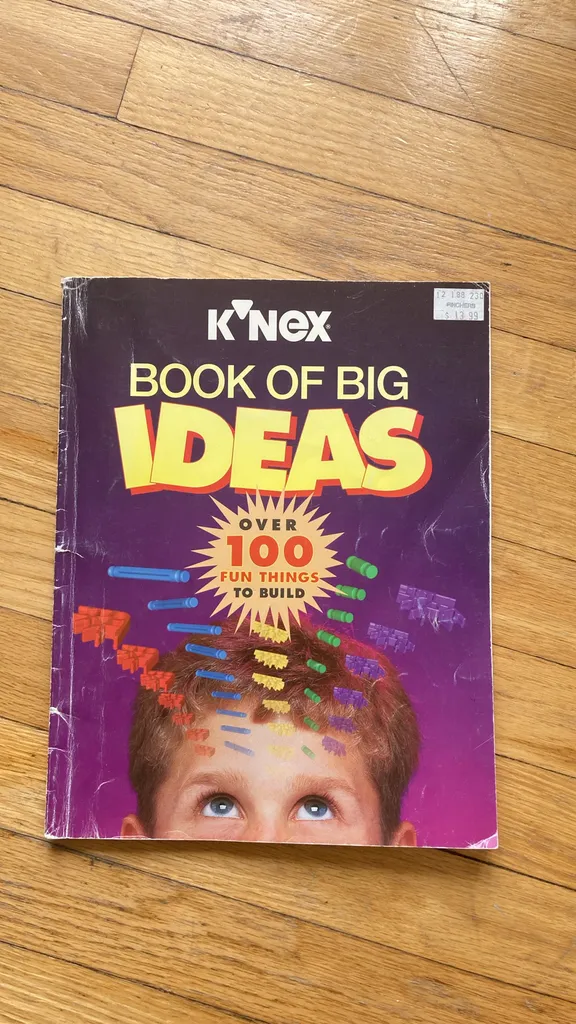 K'NEX
BOOK OF BIG
IDEAS
OVER
100
FUN THINGS
TO BUILD
$ 13.99